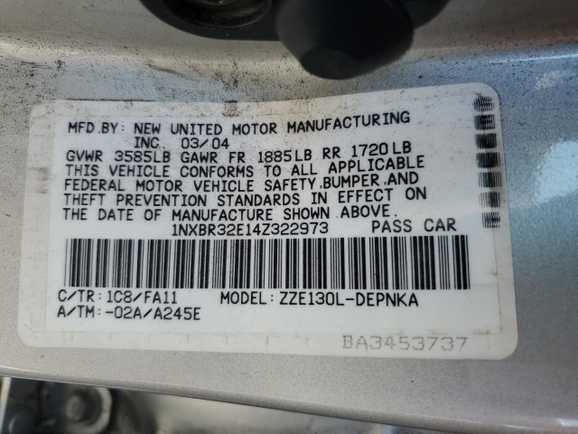 MFD.BY: NEW UNITED MOTOR MANUFACTURING
INC 03/04
GVWR 3585LB GAWR FR 1885LB RR 1720LB
THIS VEHICLE CONFORMS TO ALL APPLICABLE
FEDERAL MOTOR VEHICLE SAFETY,BUMPER,AND
THEFT PREVENTION STANDARDS IN EFFECT ON
THE DATE OF MANUFACTURE SHOWN ABOVE.
1NXBR32E14Z322973 PASS CAR
C/TR: 1C8/FA11 MODEL: ZZE130L-DEPNKA
A/TM: -02A/A245E
BA3453737